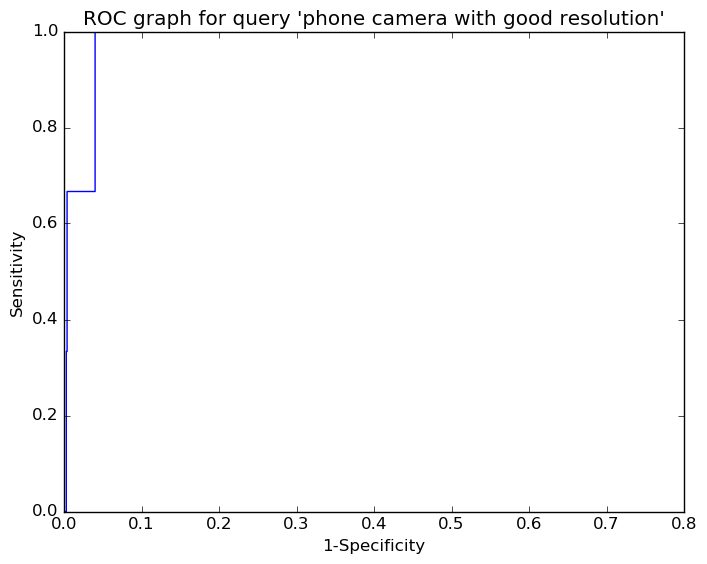 ROC graph for query 'phone camera with good resolution'
1.0
0.8
0.6
0.4
0.2
0.0
Sensitivity
0.0 0.1 0.2 0.3 0.4 0.5 0.6 0.7 0.8
1-Specificity